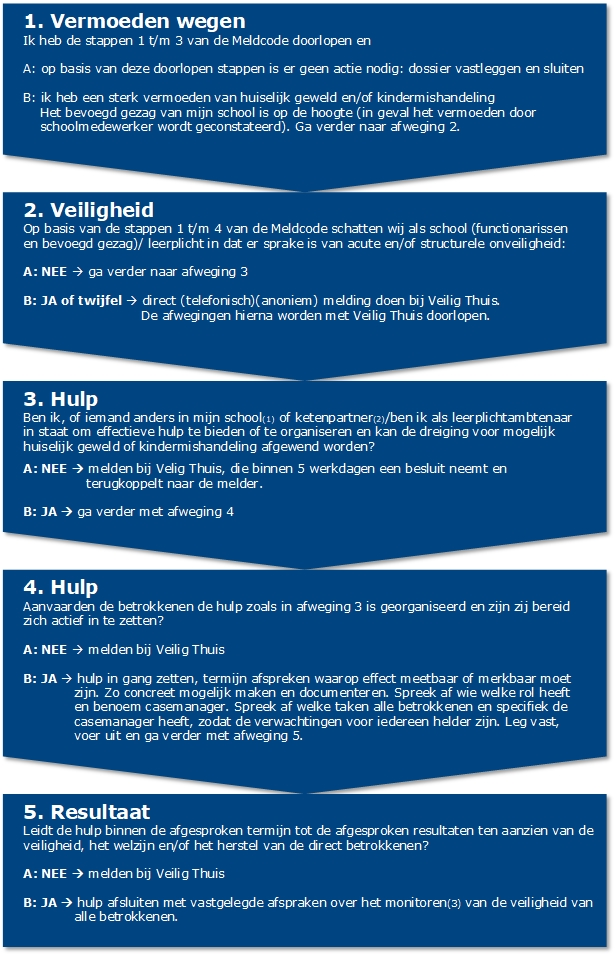 1. Vermoeden wegen
Ik heb de stappen 1 t/m 3 van de Meldcode doorlopen en
A: op basis van deze doorlopen stappen is er geen actie nodig: dossier vastleggen en sluiten
B: ik heb een sterk vermoeden van huiselijk geweld en/of kindermishandeling
Het bevoegd gezag van mijn school is op de hoogte (in geval het vermoeden door
schoolmedewerker wordt geconstateerd). Ga verder naar afweging 2.
2. Veiligheid
Op basis van de stappen 1 t/m 4 van de Meldcode schatten wij als school (functionarissen
en bevoegd gezag)/ leerplicht in dat er sprake is van acute en/of structurele onveiligheid:
A: NEE → ga verder naar afweging 3
B: JA of twijfel → direct (telefonisch)(anoniem) melding doen bij Veilig Thuis.
De afwegingen hierna worden met Veilig Thuis doorlopen.
3. Hulp
Ben ik, of iemand anders in mijn school(1) of ketenpartner(2)/ben ik als leerplichtambtenaar
in staat om effectieve hulp te bieden of te organiseren en kan de dreiging voor mogelijk
huiselijk geweld of kindermishandeling afgewend worden?
A: NEE → melden bij Velig Thuis, die binnen 5 werkdagen een besluit neemt en
terugkoppelt naar de melder.
B: JA → ga verder met afweging 4
4. Hulp
Aanvaarden de betrokkenen de hulp zoals in afweging 3 is georganiseerd en zijn zij bereid
zich actief in te zetten?
A: NEE → melden bij Veilig Thuis
B: JA → hulp in gang zetten, termijn afspreken waarop effect meetbaar of merkbaar moet
zijn. Zo concreet mogelijk maken en documenteren. Spreek af wie welke rol heeft
en benoem casemanager. Spreek af welke taken alle betrokkenen en specifiek de
casemanager heeft, zodat de verwachtingen voor iedereen helder zijn. Leg vast,
voer uit en ga verder met afweging 5.
5. Resultaat
Leidt de hulp binnen de afgesproken termijn tot de afgesproken resultaten ten aanzien van de
veiligheid, het welzijn en/of het herstel van de direct betrokkenen?
A: NEE → melden bij Veilig Thuis
B: JA → hulp afsluiten met vastgelegde afspraken over het monitoren(3) van de veiligheid van
alle betrokkenen.